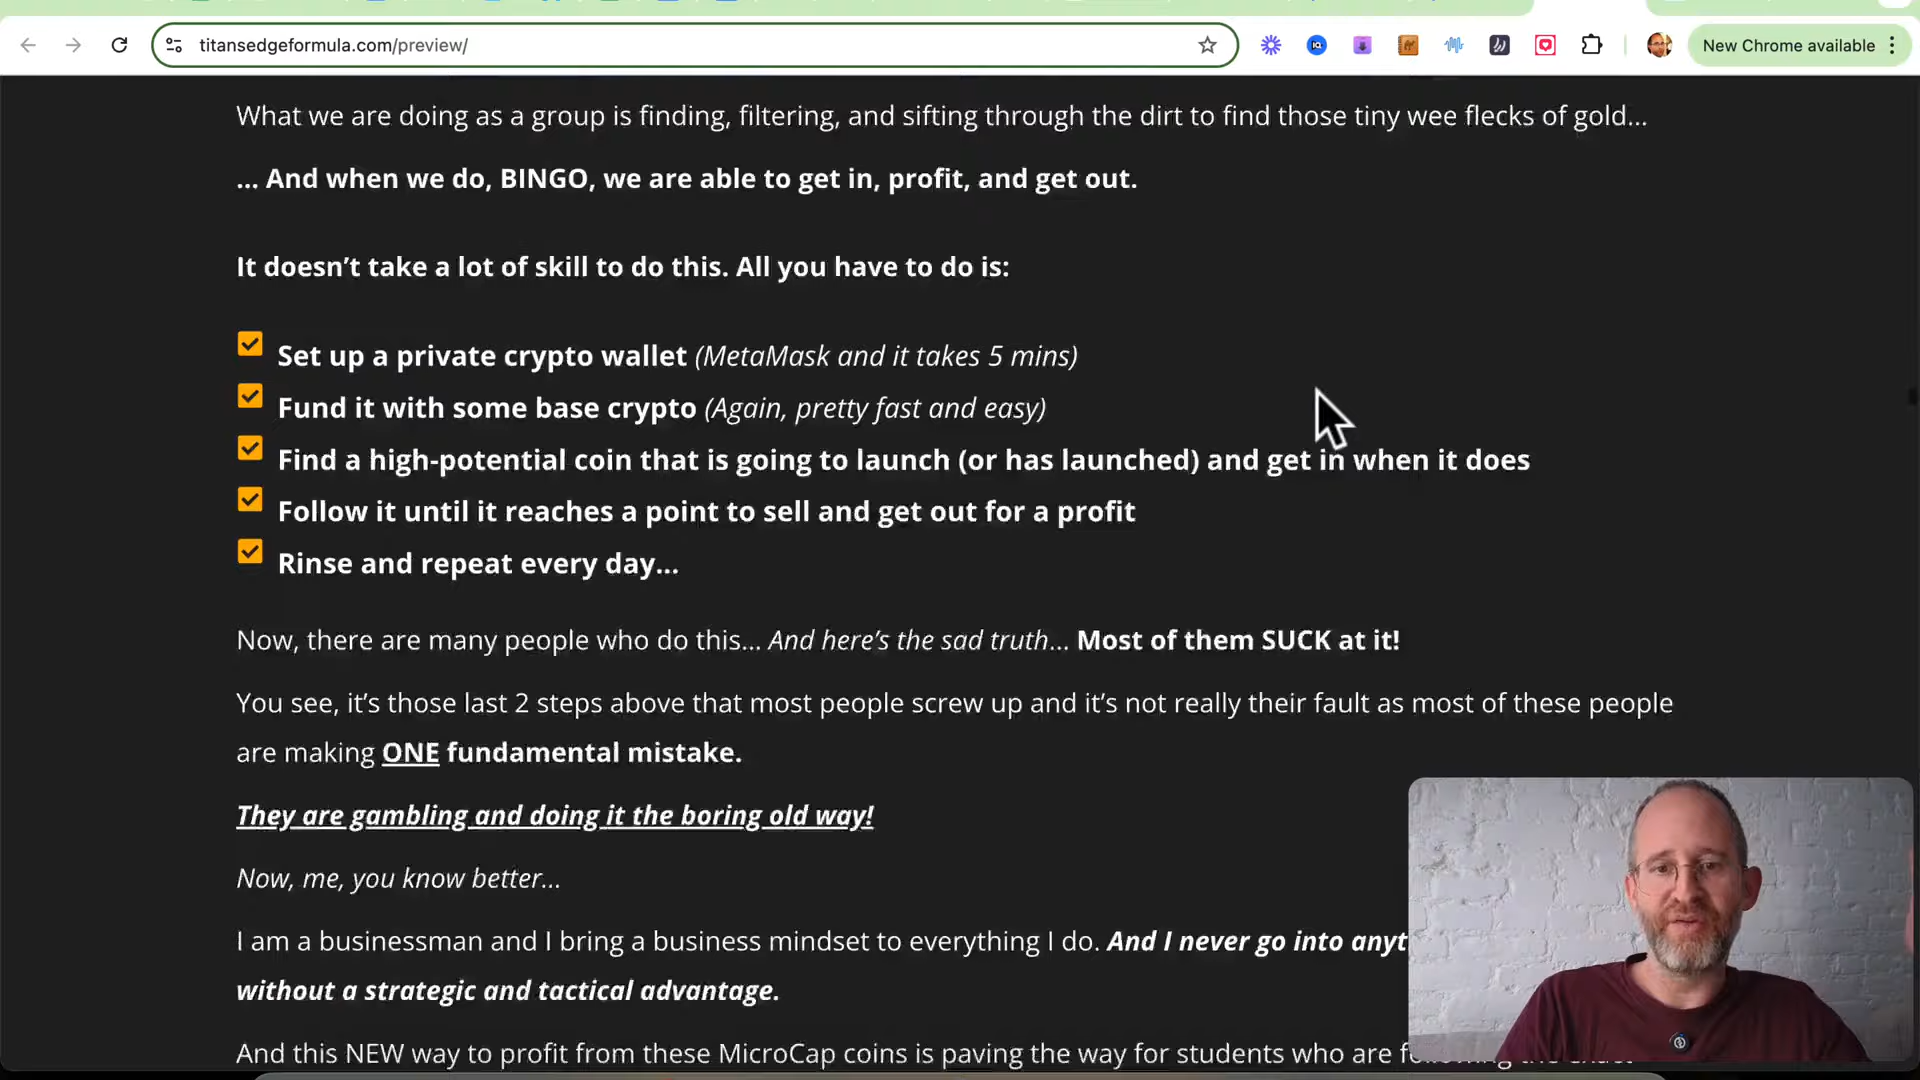 titansedgeformula.com/preview/
New Chrome available
What we are doing as a group is finding, filtering, and sifting through the dirt to find those tiny wee flecks of gold…
… And when we do, BINGO, we are able to get in, profit, and get out.
It doesn’t take a lot of skill to do this. All you have to do is:
Set up a private crypto wallet (MetaMask and it takes 5 mins)
Fund it with some base crypto (Again, pretty fast and easy)
Find a high-potential coin that is going to launch (or has launched) and get in when it does
Follow it until it reaches a point to sell and get out for a profit
Rinse and repeat every day…
Now, there are many people who do this… And here’s the sad truth… Most of them SUCK at it!
You see, it’s those last 2 steps above that most people screw up and it’s not really their fault as most of these people
are making ONE fundamental mistake.
They are gambling and doing it the boring old way!
Now, me, you know better…
I am a businessman and I bring a business mindset to everything I do. And I never go into
without a strategic and tactical advantage.
And this NEW way to profit from these MicroCap coins is paving the way for students who are